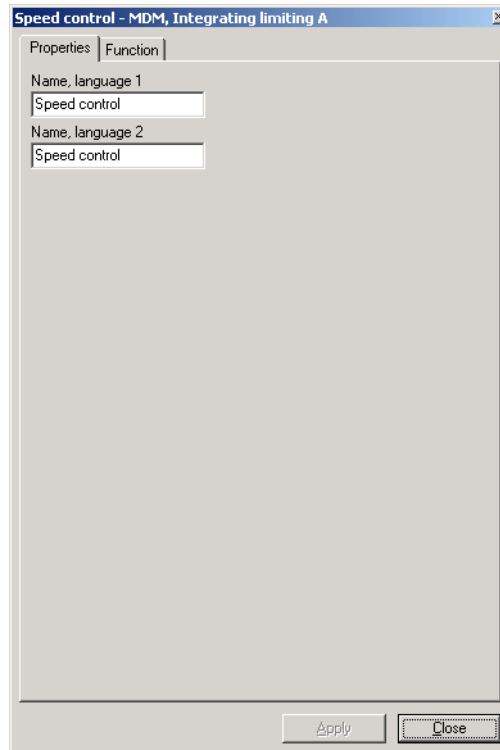 Speed control - MDM, Integrating limiting A
Properties
Function
Name, language 1
Speed control
Name, language 2
Speed control
Apply
Close